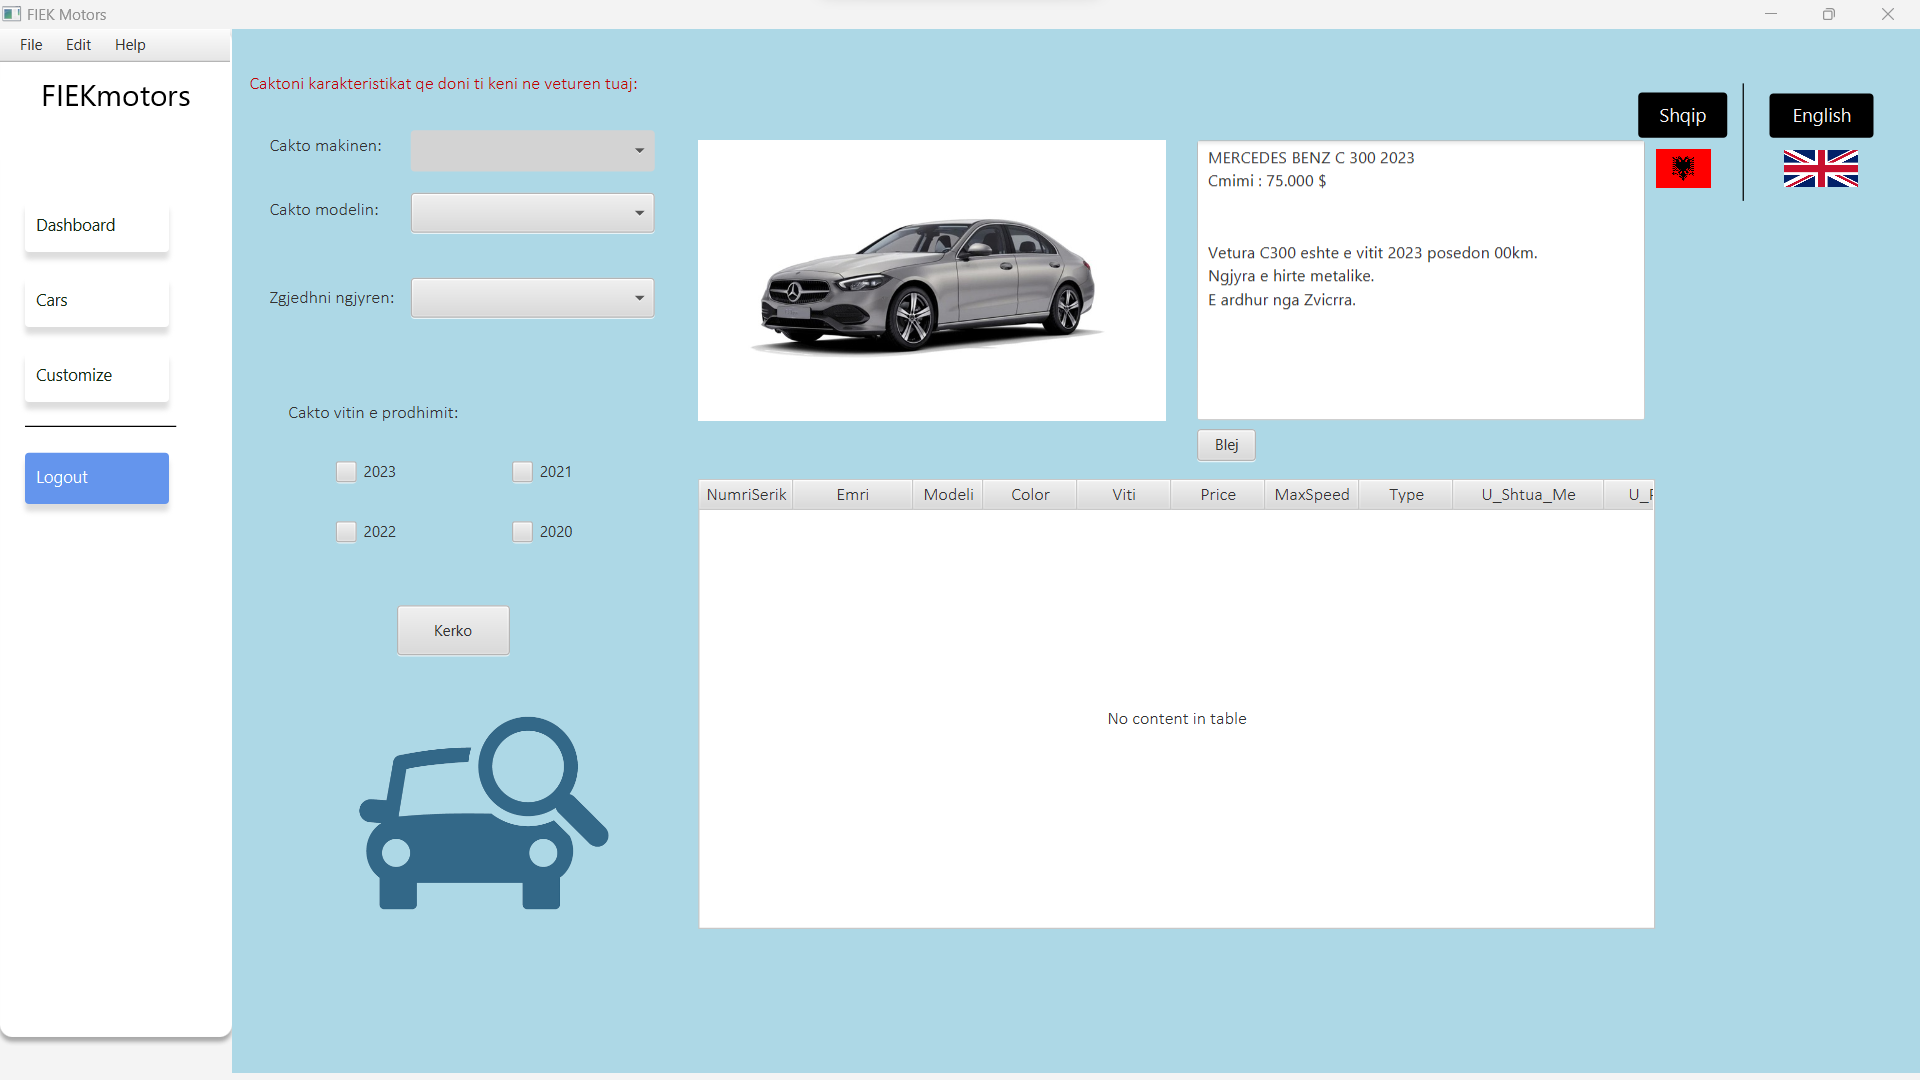 FIEK Motors
File Edit Help
FIEKmotors
Dashboard
Cars
Customize
Logout
Caktoni karakteristikat qe doni ti keni ne veturen tuaj:
Cakto makinen:
Cakto modelin:
Zgjedhni ngjyren:
Cakto vitin e prodhimit:
2023 2021
2022 2020
Kerko
Shqip English
MERCEDES BENZ C 300 2023
Cmimi : 75.000 $
Vetura C300 eshte e vitit 2023 posedon 00km.
Ngjyra e hirte metalike.
E ardhur nga Zvicrra.
Blej
NumriSerik Emri Modeli Color Viti Price MaxSpeed Type U_Shtua_Me
No content in table